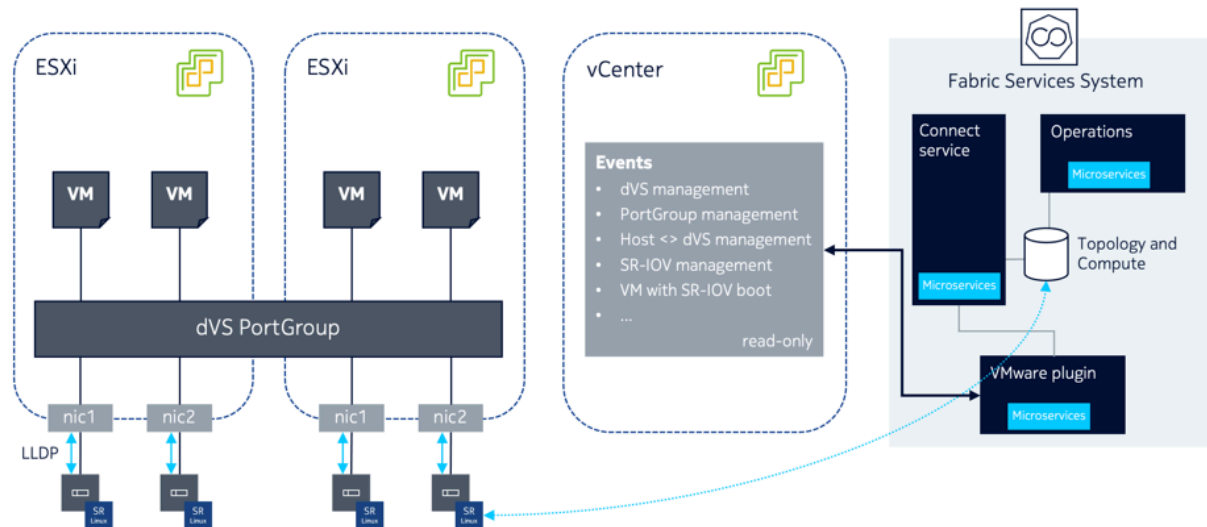 ESXi
ESXi
vCenter
Fabric Services System
Connect
service
Operations
Microservices
VM
VM
VM
VM
Events
• dVS management
• PortGroup management
• Host <> dVS management
• SR-IOV management
• VM with SR-IOV boot
• ...
read-only
Topology and
Compute
Microservices
dVS PortGroup
VMware plugin
Microservices
nic1
nic2
nic1
nic2
LLDP
SR
Linux
SR
Linux
SR
Linux
SR
Linux